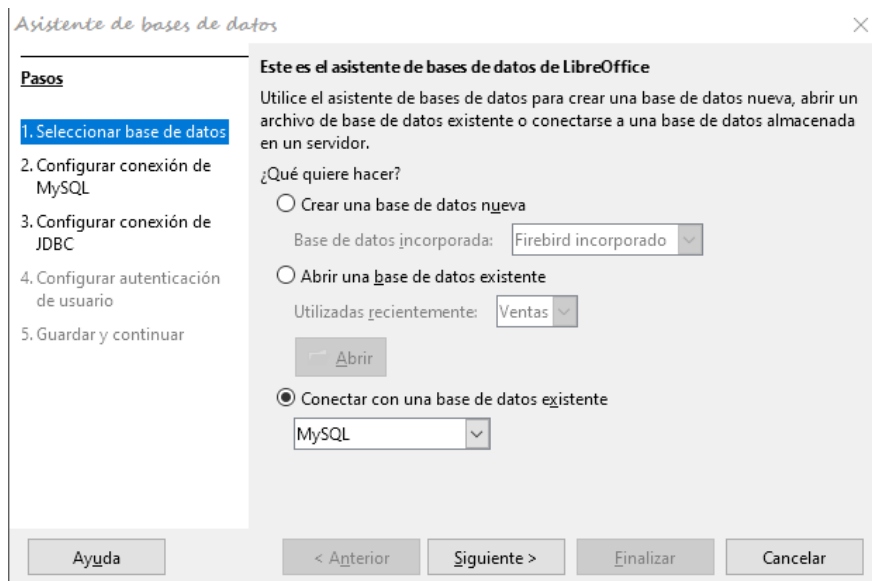 Asistente de bases de datos
Pasos
1. Seleccionar base de datos
2. Configurar conexión de
MySQL
3. Configurar conexión de
JDBC
4. Configurar autenticación
de usuario
5. Guardar y continuar
Este es el asistente de bases de datos de LibreOffice
Utilice el asistente de bases de datos para crear una base de datos nueva, abrir un
archivo de base de datos existente o conectarse a una base de datos almacenada
en un servidor.
¿Qué quiere hacer?
Crear una base de datos nueva
Base de datos incorporada: Firebird incorporado
Abrir una base de datos existente
Utilizadas recientemente: Ventas
Abrir
Conectar con una base de datos existente
MySQL
Ayuda < Anterior Siguiente > Finalizar Cancelar